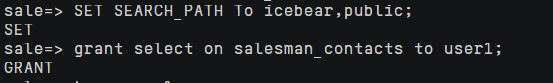 sale=> SET SEARCH_PATH To icebear,public;
SET
sale=> grant select on salesman_contacts to user1;
GRANT